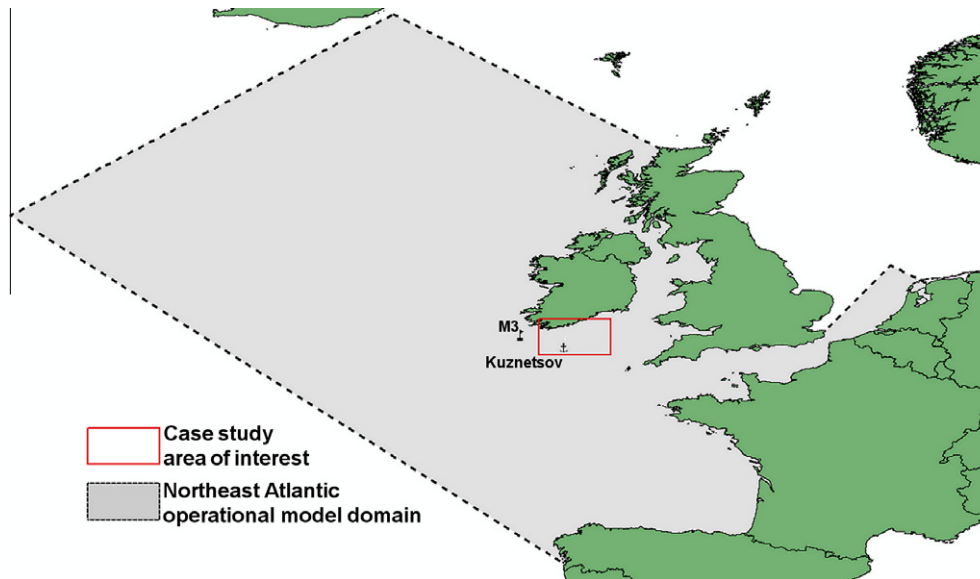 M3
Kuznetsov
Case study
area of interest
Northeast Atlantic
operational model domain